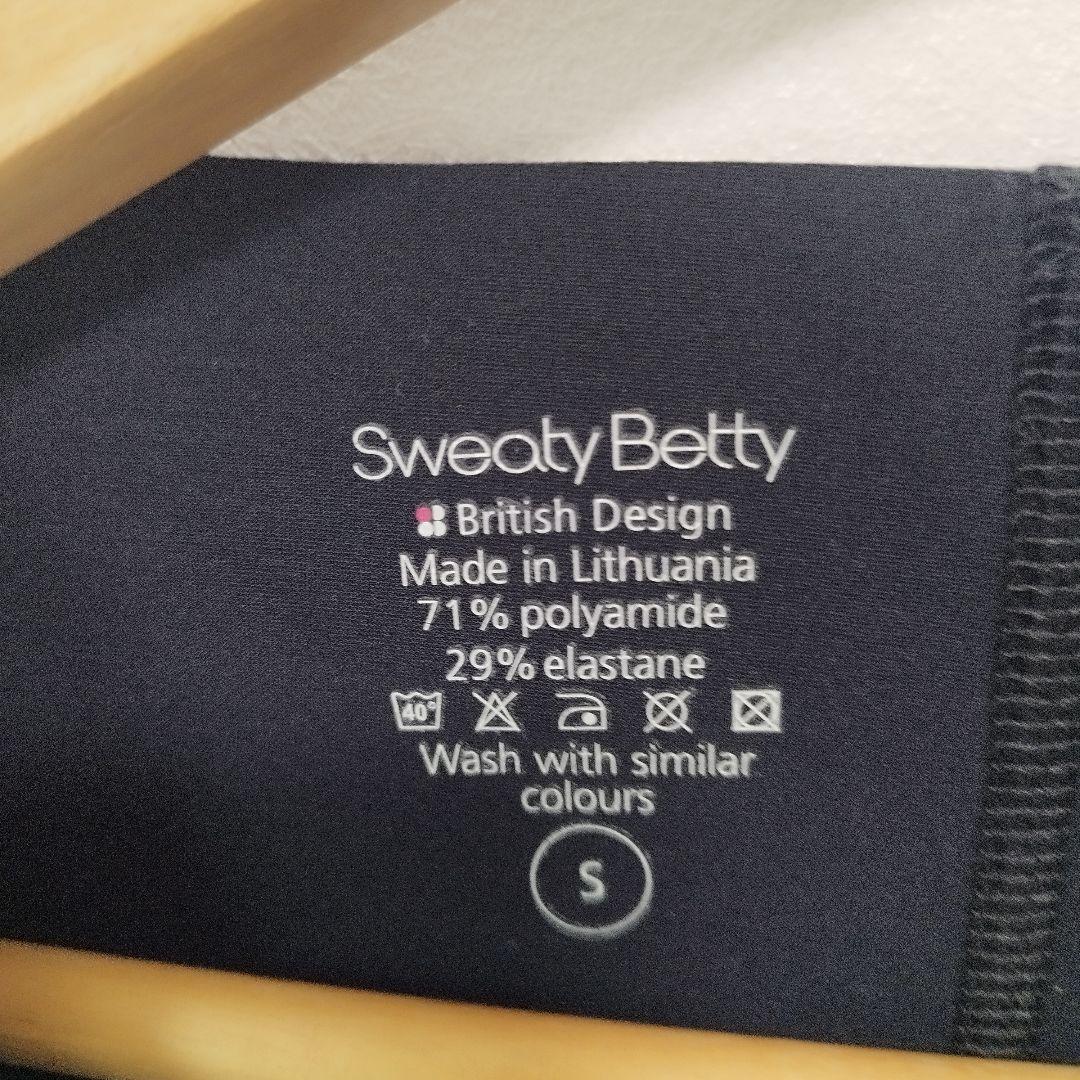 Sweaty Betty
British Design
Made in Lithuania
71% polyamide
29% elastane
40°
Wash with similar
colours
S